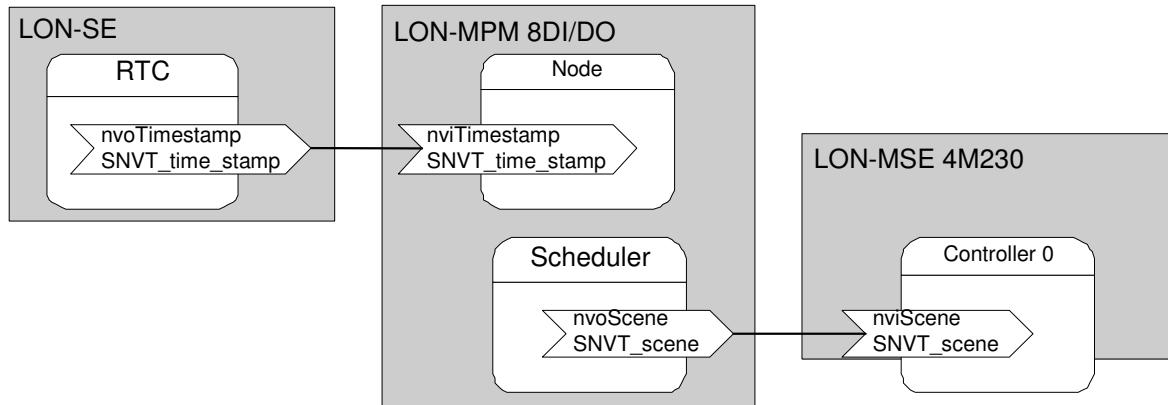 LON-SE
RTC
nvoTimestamp
SNVT_time_stamp
LON-MPM 8DI/DO
Node
nviTimestamp
SNVT_time_stamp
Scheduler
nvoScene
SNVT_scene
LON-MSE 4M230
Controller 0
nviScene
SNVT_scene